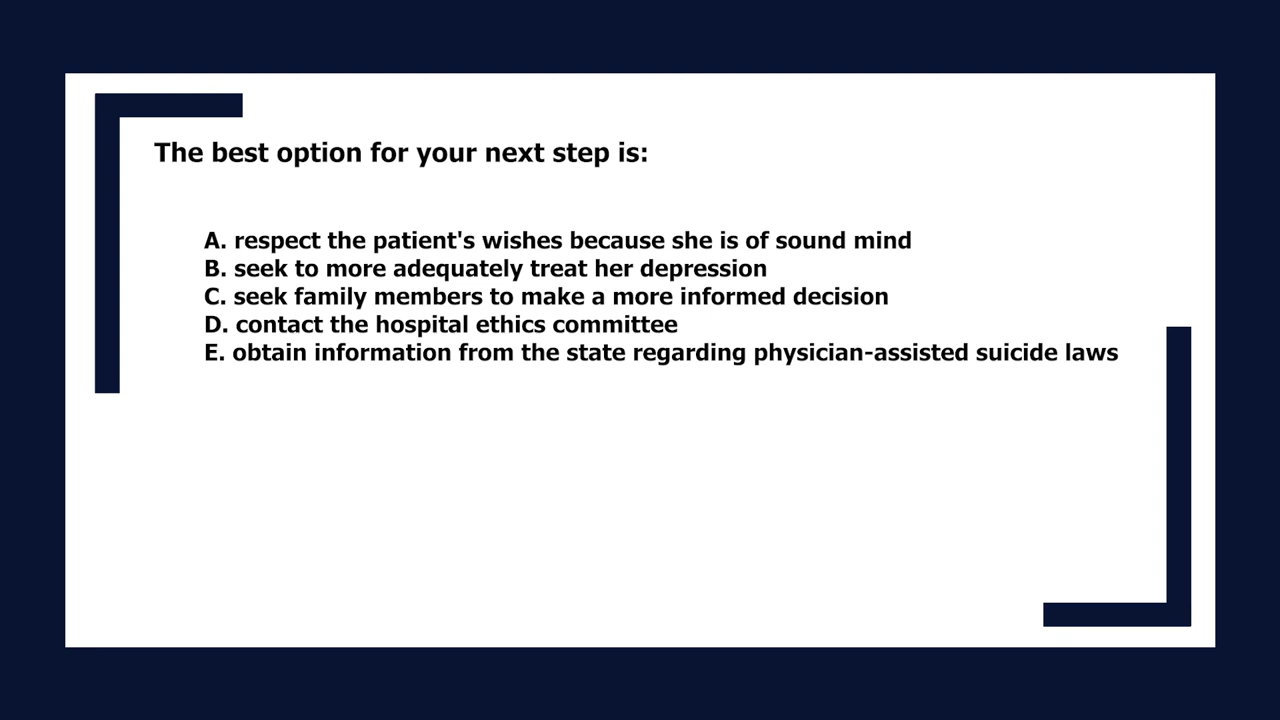 The best option for your next step is:
A. respect the patient's wishes because she is of sound mind
B. seek to more adequately treat her depression
C. seek family members to make a more informed decision
D. contact the hospital ethics committee
E. obtain information from the state regarding physician-assisted suicide laws